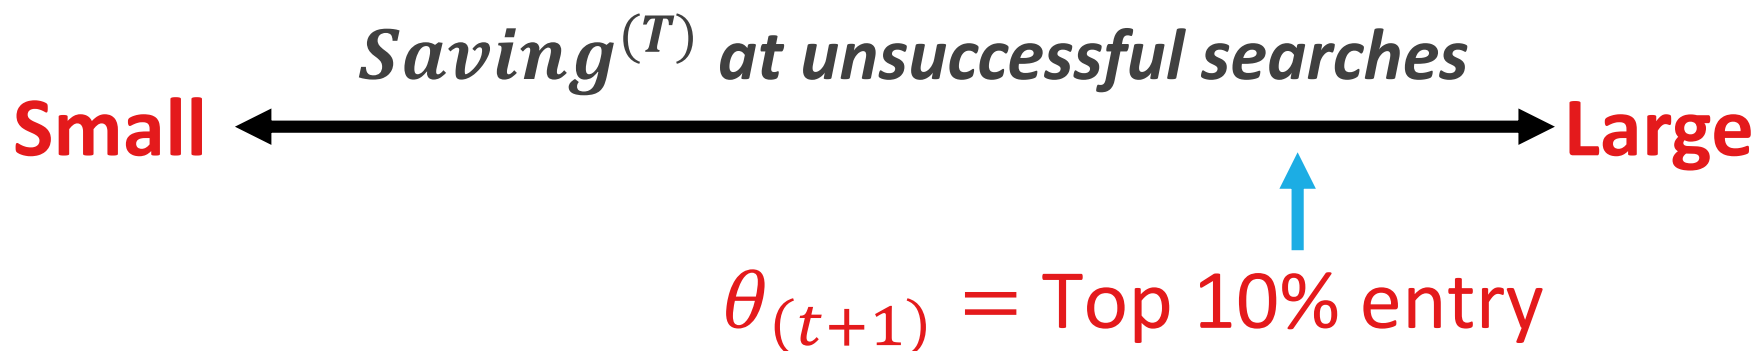 Saving^(T) at unsuccessful searches
Small Large
θ_(t+1) = Top 10% entry